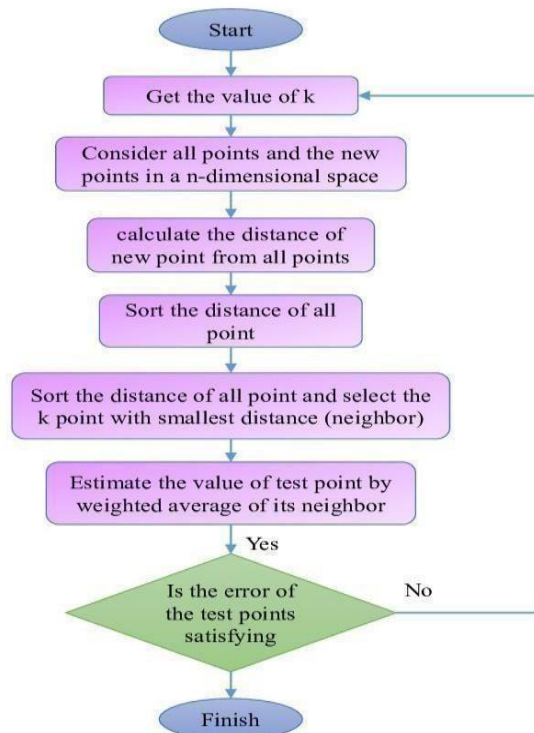 Start
Get the value of k
Consider all points and the new
points in a n-dimensional space
calculate the distance of
new point from all points
Sort the distance of all
point
Sort the distance of all point and select the
k point with smallest distance (neighbor)
Estimate the value of test point by
weighted average of its neighbor
Yes
Is the error of
the test points
satisfying
No
Finish